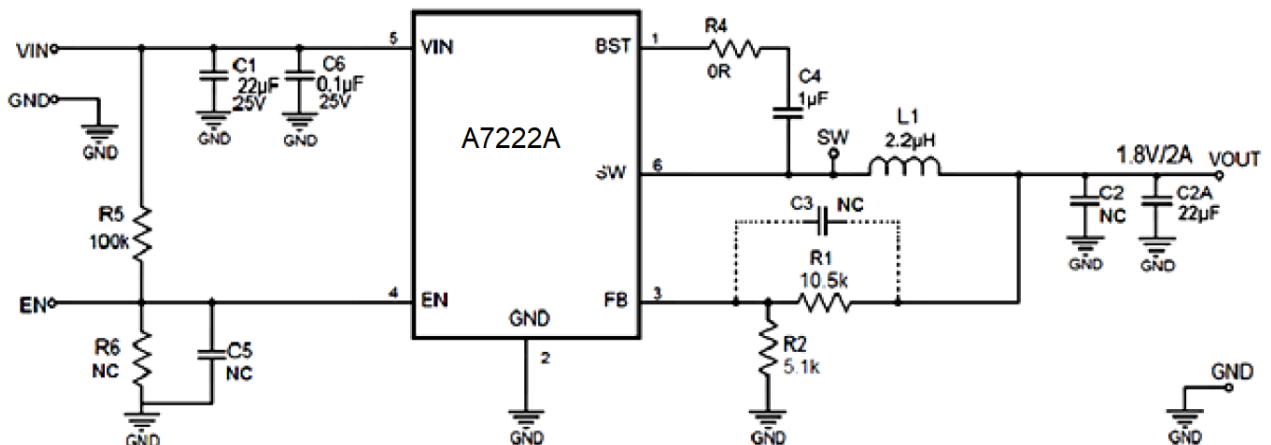 VIN
GND
GND
R5
100k
EN
R6
NC
GND
C5
NC
C1
22µF
25V
GND
C6
0.1µF
25V
GND
5
VIN
4
EN
A7222A
GND
2
GND
BST
1
SW
6
FB
3
R4
0R
C4
1µF
SW
L1
2.2µH
C3
NC
R1
10.5k
R2
5.1k
GND
1.8V/2A
VOUT
C2
NC
GND
C2A
22µF
GND
GND
GND